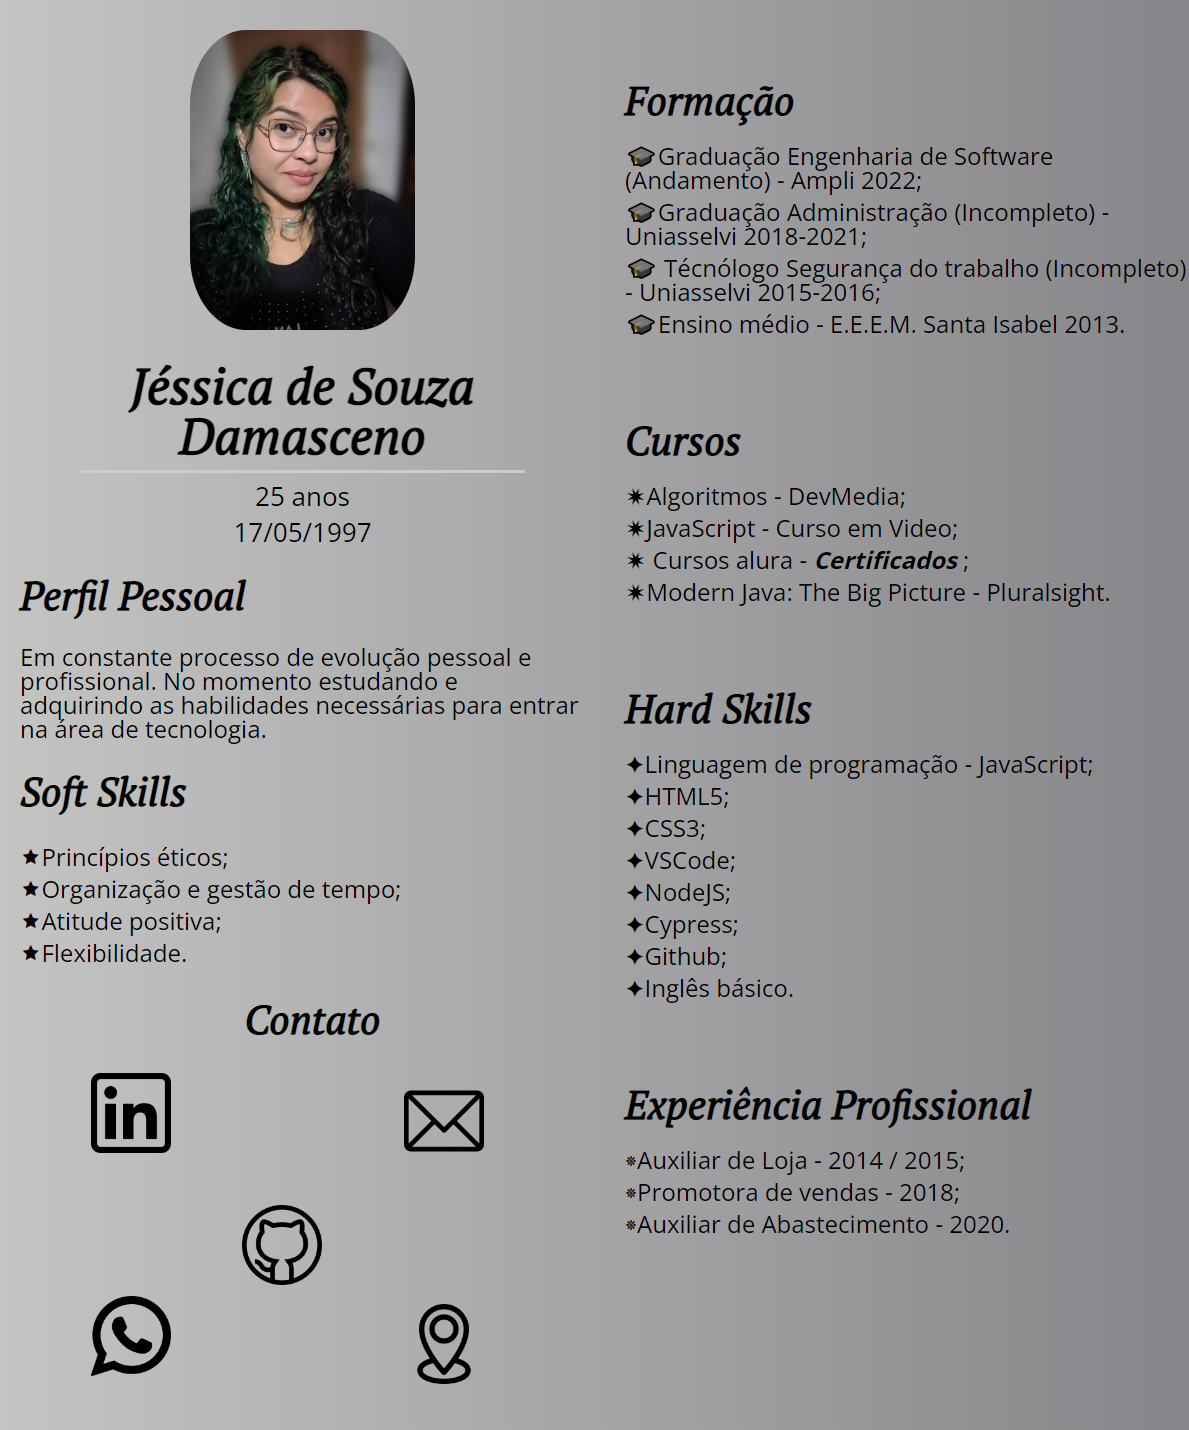 Jéssica de Souza
Damasceno
25 anos
17/05/1997
Perfil Pessoal
Em constante processo de evolução pessoal e
profissional. No momento estudando e
adquirindo as habilidades necessárias para entrar
na área de tecnologia.
Soft Skills
★Princípios éticos;
★Organização e gestão de tempo;
★Atitude positiva;
★Flexibilidade.
Contato
in
Formação
🎓Graduação Engenharia de Software
(Andamento) - Ampli 2022;
🎓Graduação Administração (Incompleto) -
Uniasselvi 2018-2021;
🎓 Técnólogo Segurança do trabalho (Incompleto)
- Uniasselvi 2015-2016;
🎓Ensino médio - E.E.E.M. Santa Isabel 2013.
Cursos
✷Algoritmos - DevMedia;
✷JavaScript - Curso em Video;
✷ Cursos alura - Certificados ;
✷Modern Java: The Big Picture - Pluralsight.
Hard Skills
✦Linguagem de programação - JavaScript;
✦HTML5;
✦CSS3;
✦VSCode;
✦NodeJS;
✦Cypress;
✦Github;
✦Inglês básico.
Experiência Profissional
⁕Auxiliar de Loja - 2014 / 2015;
⁕Promotora de vendas - 2018;
⁕Auxiliar de Abastecimento - 2020.